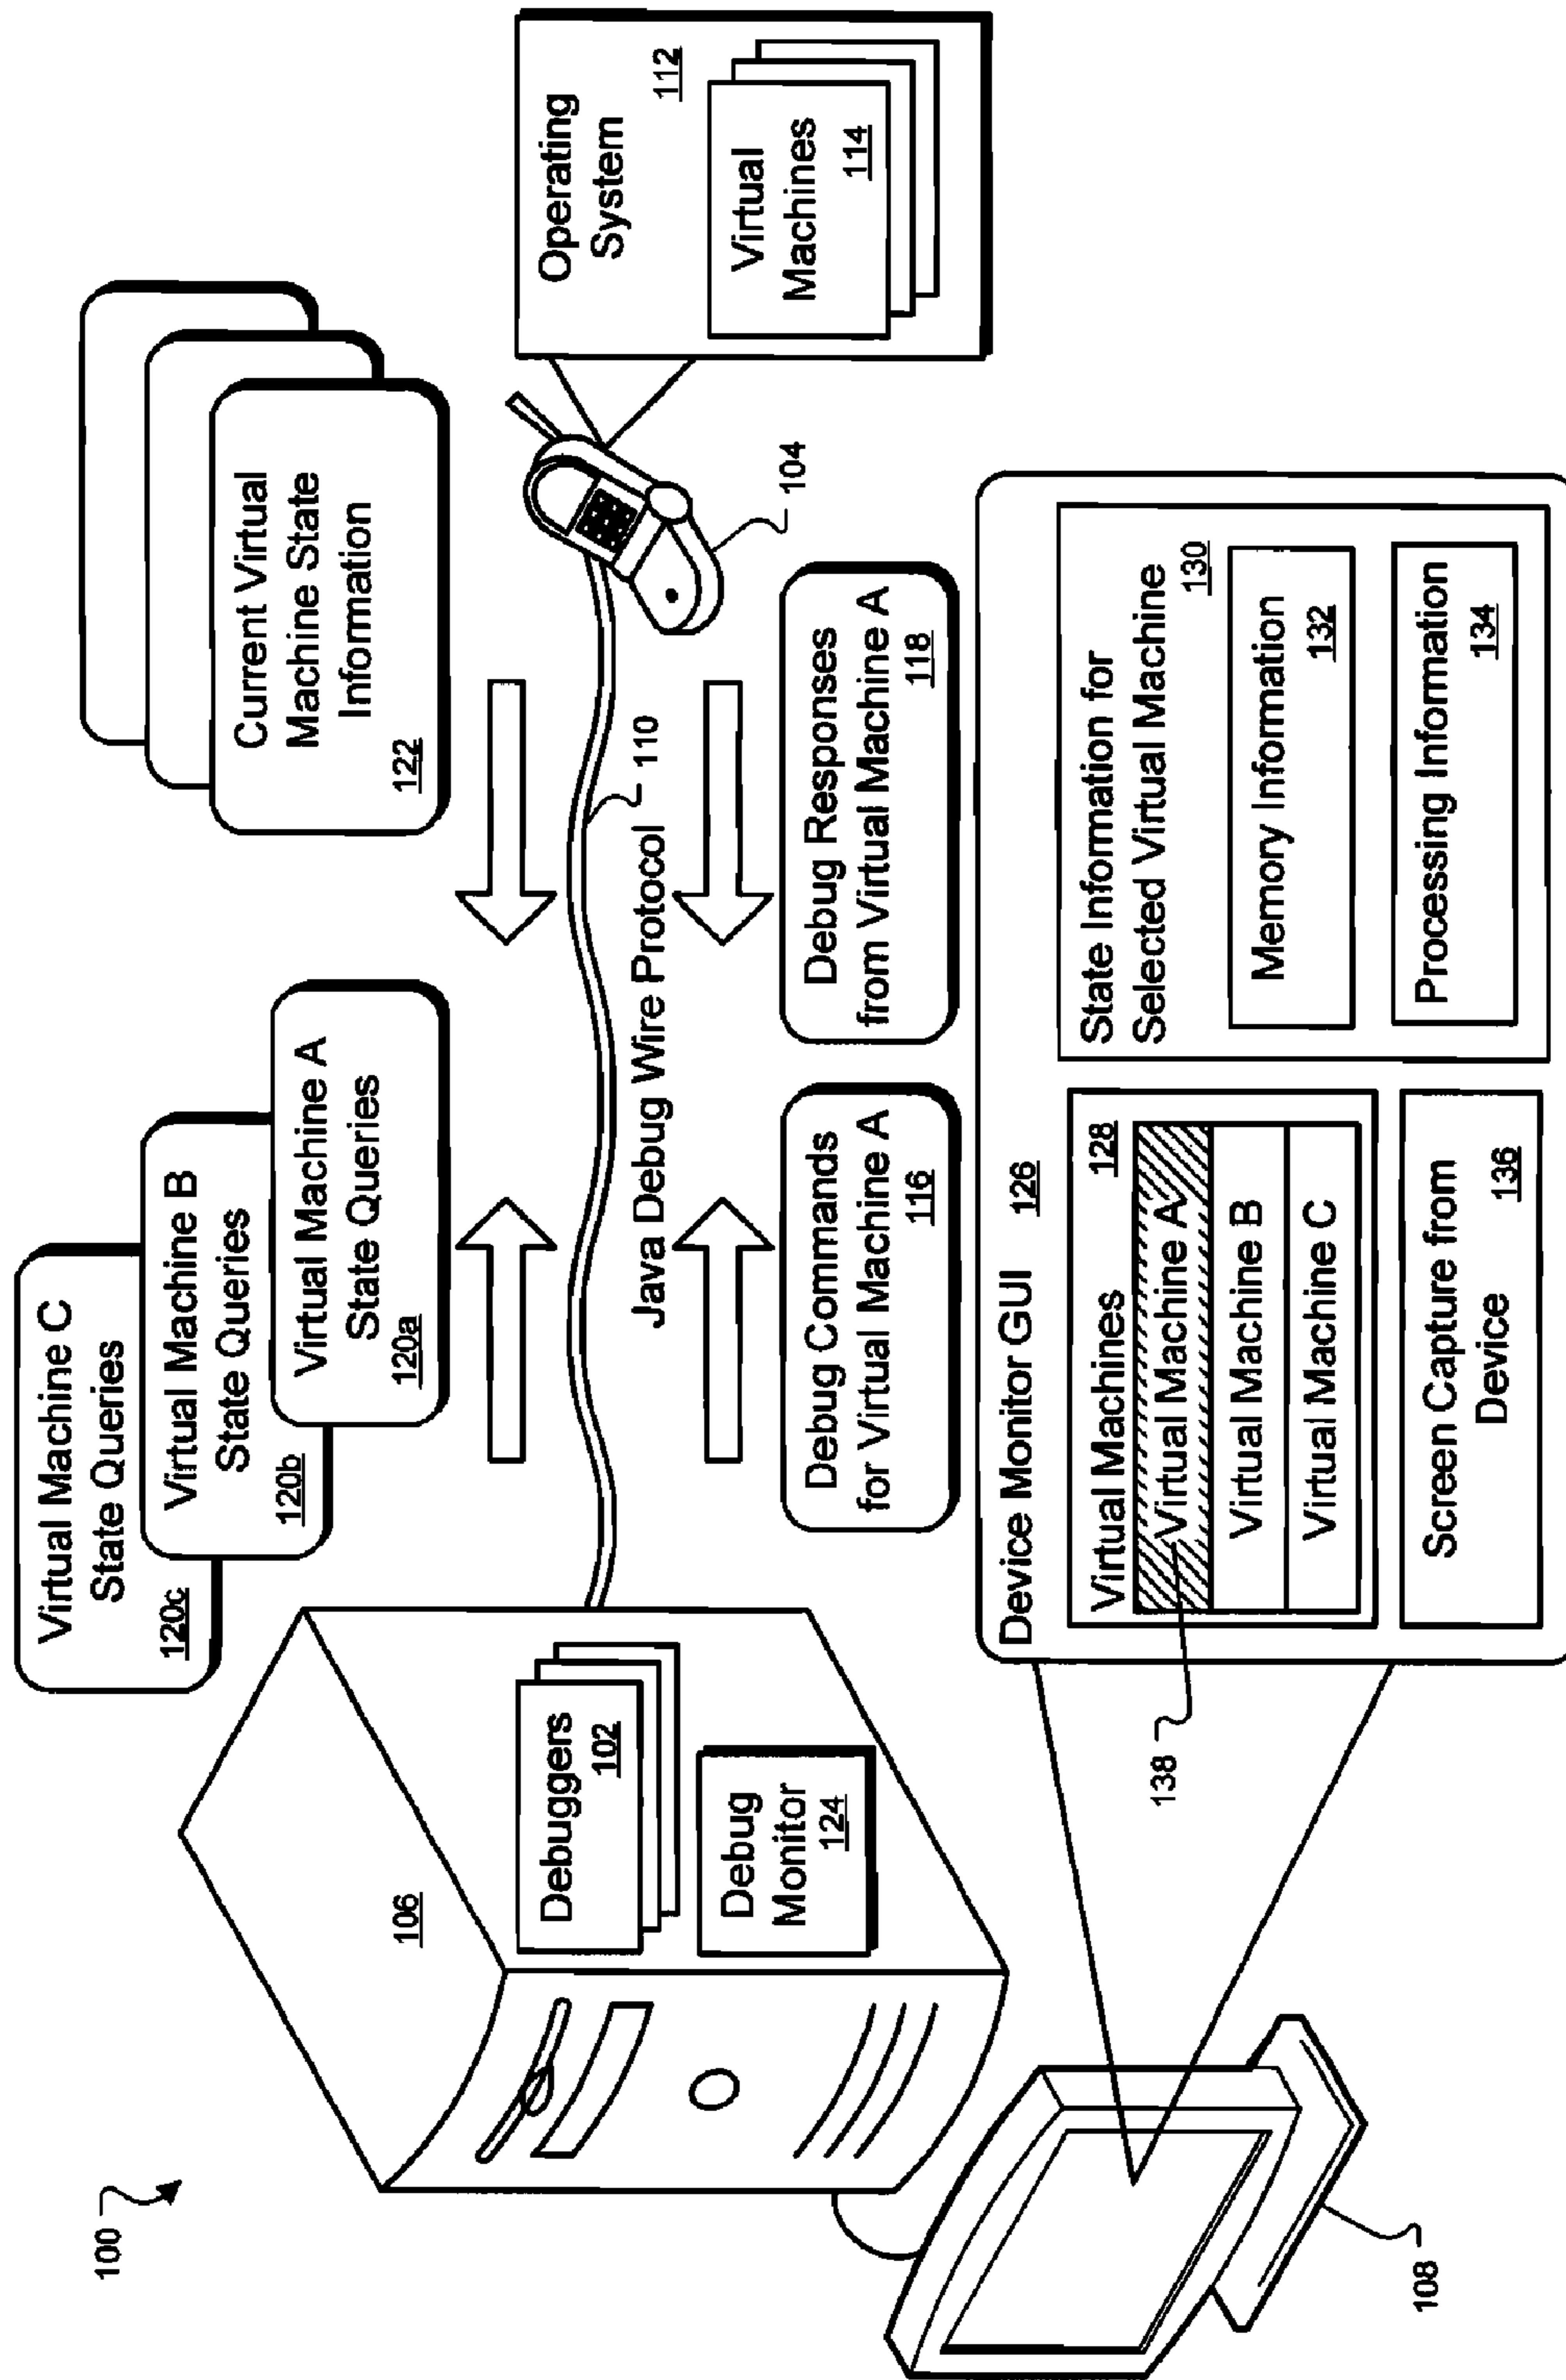 100
Virtual Machine C
State Queries
120c
Virtual Machine B
State Queries
120b
Virtual Machine A
State Queries
120a
Current Virtual
Machine State
Information
122
106
Debuggers
102
Debug
Monitor
124
110
Java Debug Wire Protocol
104
Operating
System
112
Virtual
Machines
114
Debug Commands
for Virtual Machine A
116
Debug Responses
from Virtual Machine A
118
108
Device Monitor GUI
126
Virtual Machines
128
Virtual Machine A
Virtual Machine B
Virtual Machine C
138
Screen Capture from
Device
136
State Information for
Selected Virtual Machine
130
Memory Information
132
Processing Information
134